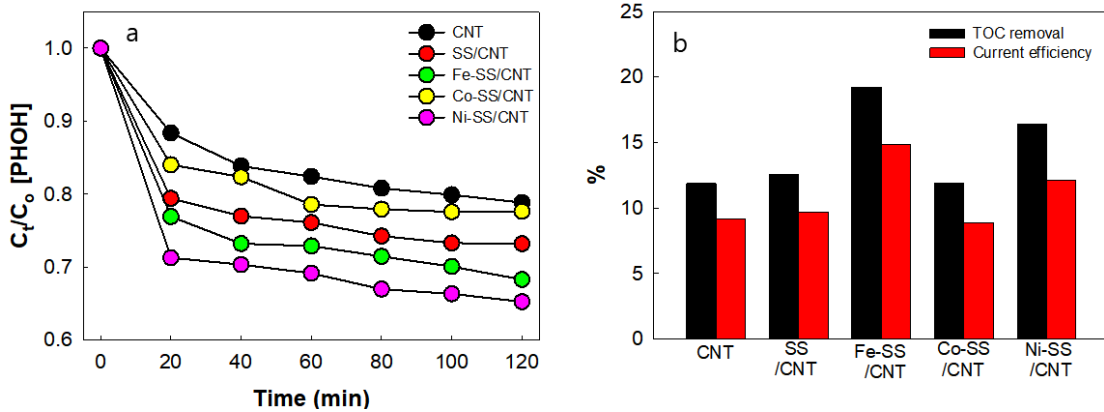 a
CNT
SS/CNT
Fe-SS/CNT
Co-SS/CNT
Ni-SS/CNT
1.0
0.9
0.8
0.7
0.6
Ct/Co [PHOH]
0 20 40 60 80 100 120
Time (min)
b
TOC removal
Current efficiency
25
20
15
10
5
0
%
CNT
SS
/CNT
Fe-SS
/CNT
Co-SS
/CNT
Ni-SS
/CNT